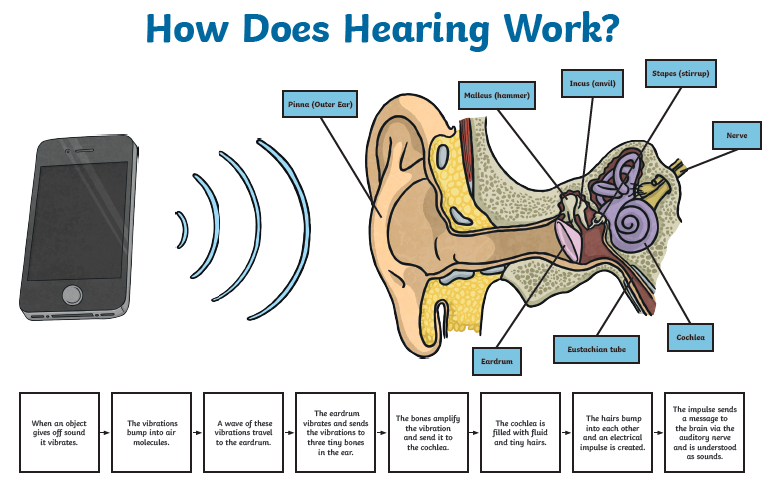 How Does Hearing Work?
Pinna (Outer Ear)
Malleus (hammer)
Incus (anvil)
Stapes (stirrup)
Nerve
Eardrum
Eustachian tube
Cochlea
When an object
gives off sound
it vibrates.
The vibrations
bump into air
molecules.
A wave of these
vibrations travel
to the eardrum.
The eardrum
vibrates and sends
the vibrations to
three tiny bones
in the ear.
The bones amplify
the vibration
and send it to
the cochlea.
The cochlea is
filled with fluid
and tiny hairs.
The hairs bump
into each other
and an electrical
impulse is created.
The impulse sends
a message to
the brain via the
auditory nerve
and is understood
as sounds.